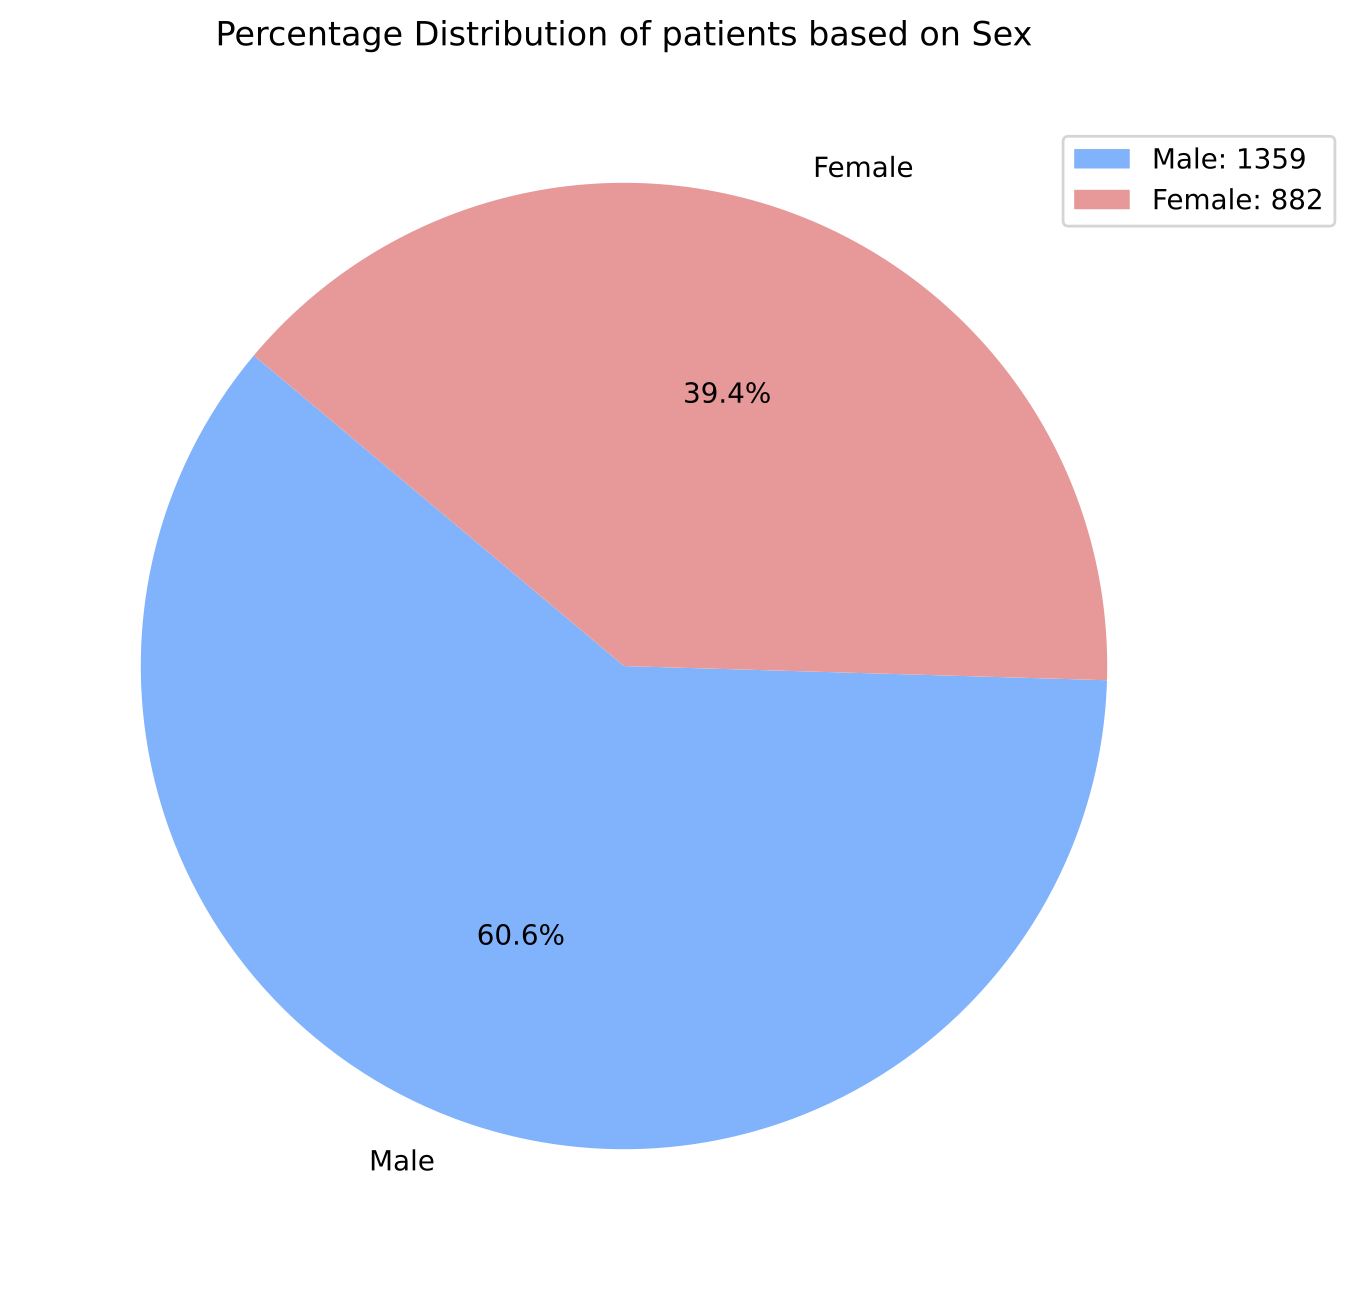 Percentage Distribution of patients based on Sex
Female
Male: 1359
Female: 882
39.4%
60.6%
Male